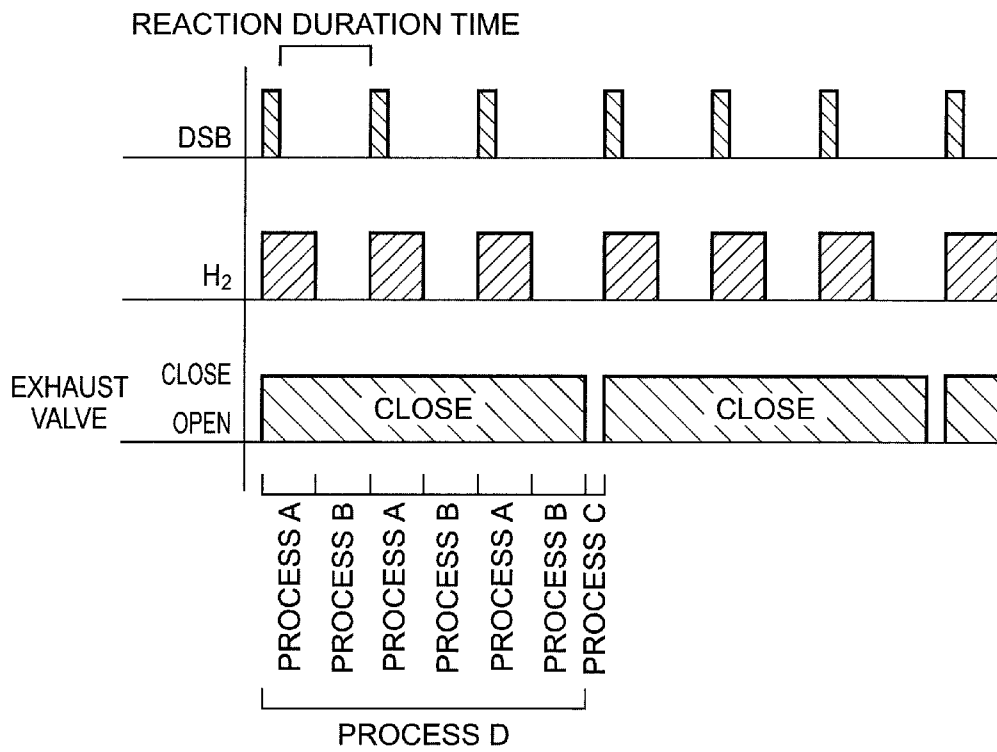 REACTION DURATION TIME
DSB
H₂
EXHAUST
VALVE
CLOSE
OPEN
CLOSE
CLOSE
PROCESS A
PROCESS B
PROCESS A
PROCESS B
PROCESS A
PROCESS B
PROCESS C
PROCESS D